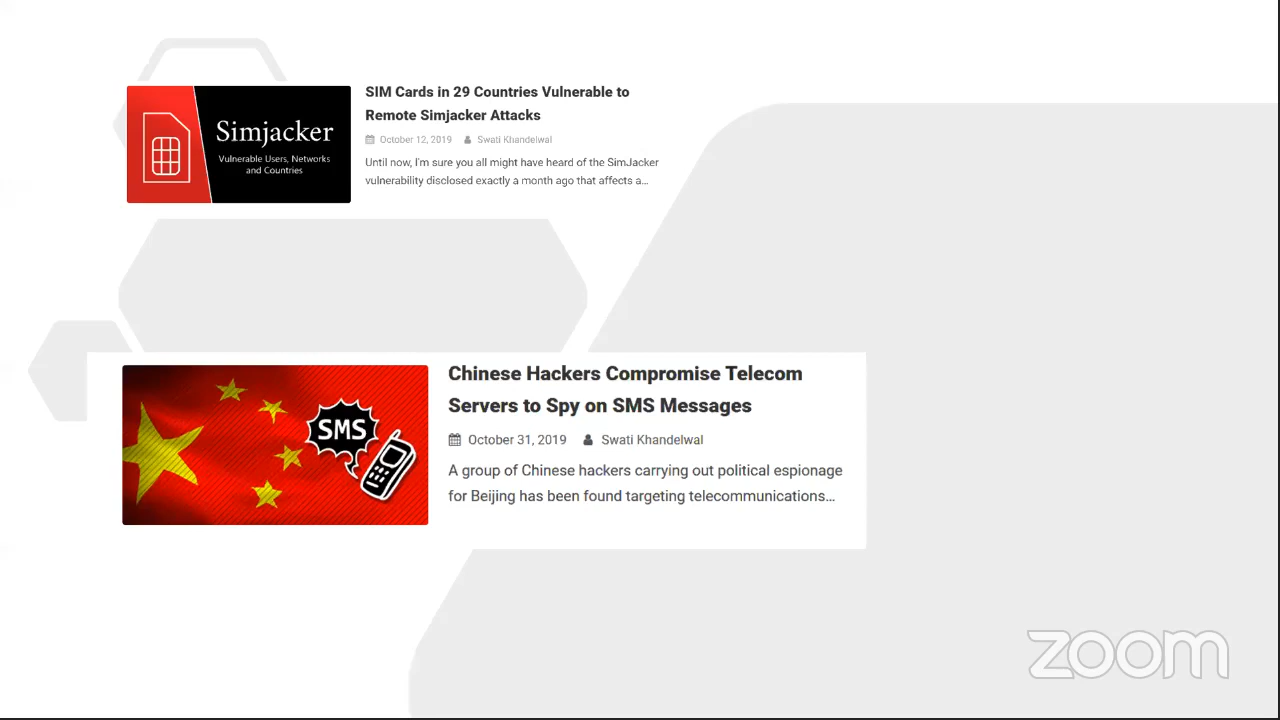 Simjacker
Vulnerable Users, Networks
and Countries
SIM Cards in 29 Countries Vulnerable to
Remote Simjacker Attacks
October 12, 2019 Swati Khandelwal
Until now, I'm sure you all might have heard of the SimJacker
vulnerability disclosed exactly a month ago that affects a...
SMS
Chinese Hackers Compromise Telecom
Servers to Spy on SMS Messages
October 31, 2019 Swati Khandelwal
A group of Chinese hackers carrying out political espionage
for Beijing has been found targeting telecommunications...
zoom